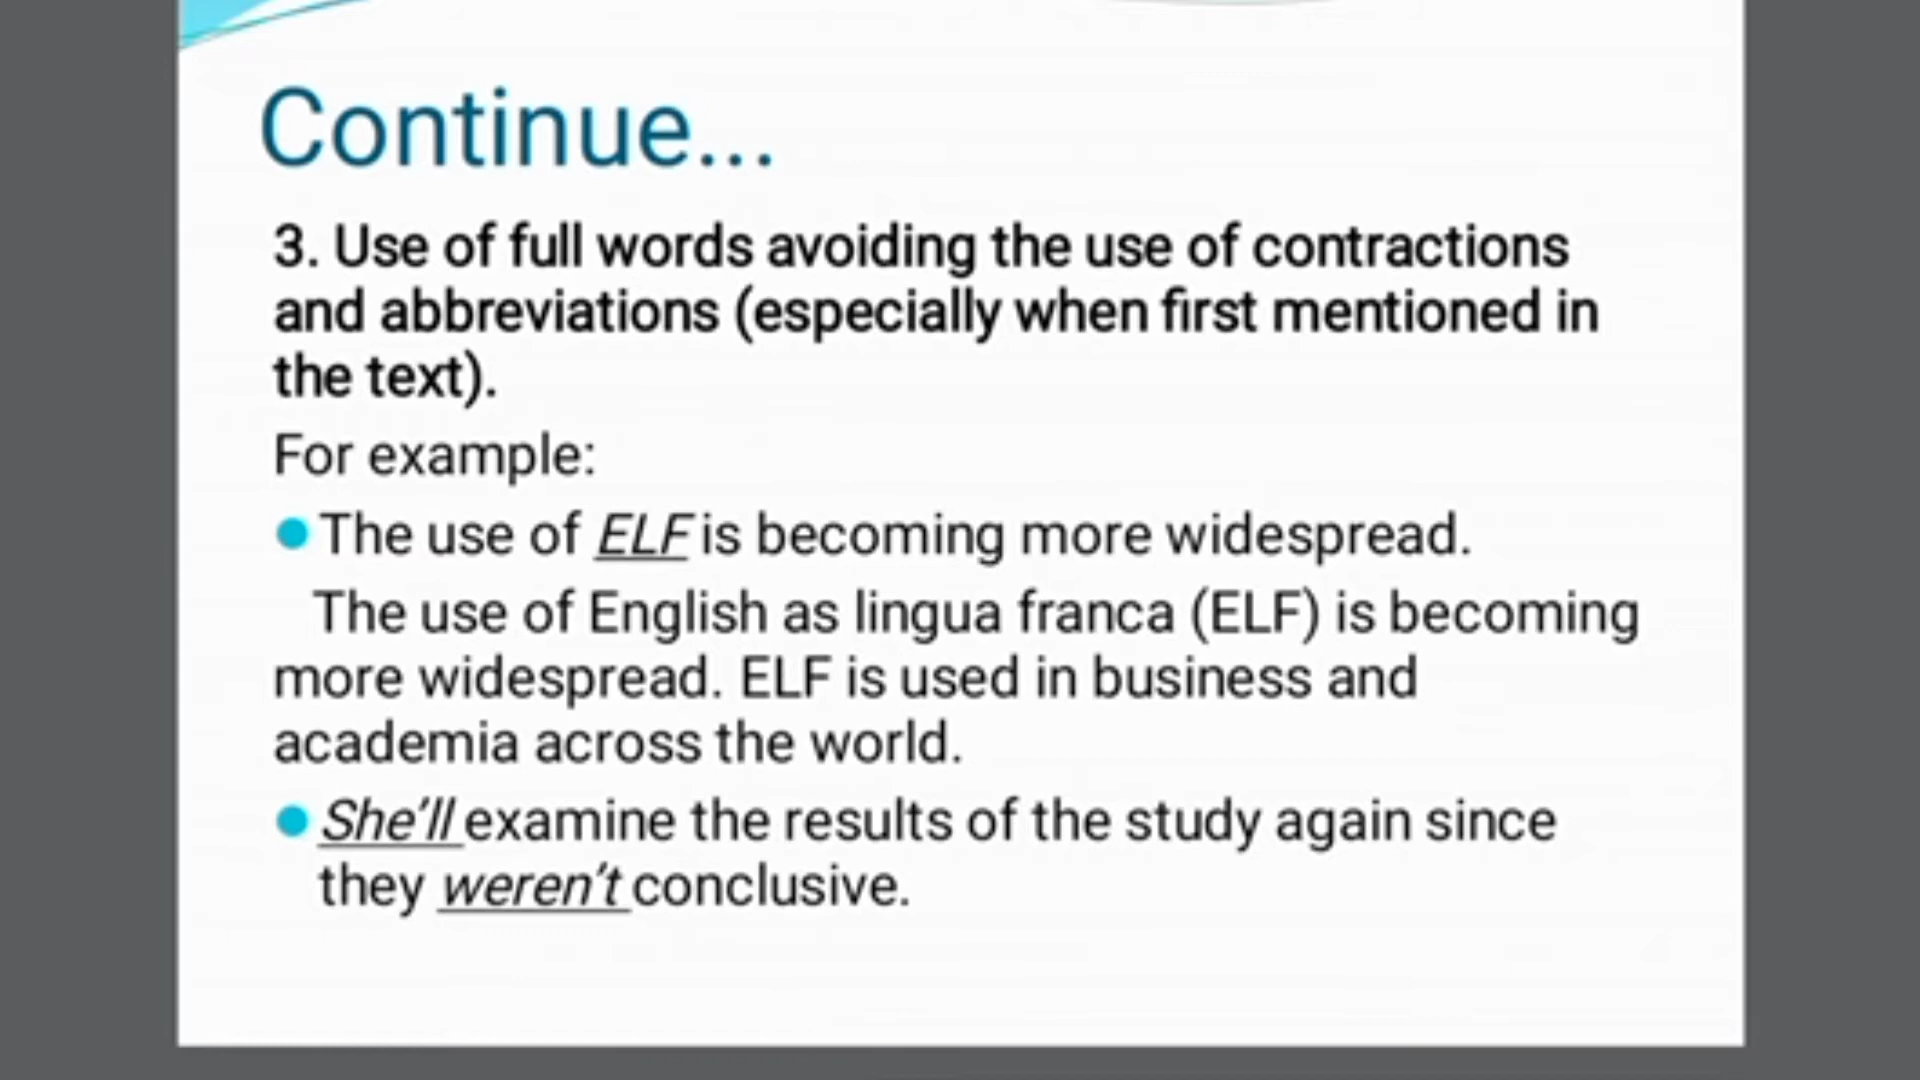 Continue...
3. Use of full words avoiding the use of contractions
and abbreviations (especially when first mentioned in
the text).
For example:
The use of ELF is becoming more widespread.
The use of English as lingua franca (ELF) is becoming
more widespread. ELF is used in business and
academia across the world.
She'll examine the results of the study again since
they weren't conclusive.